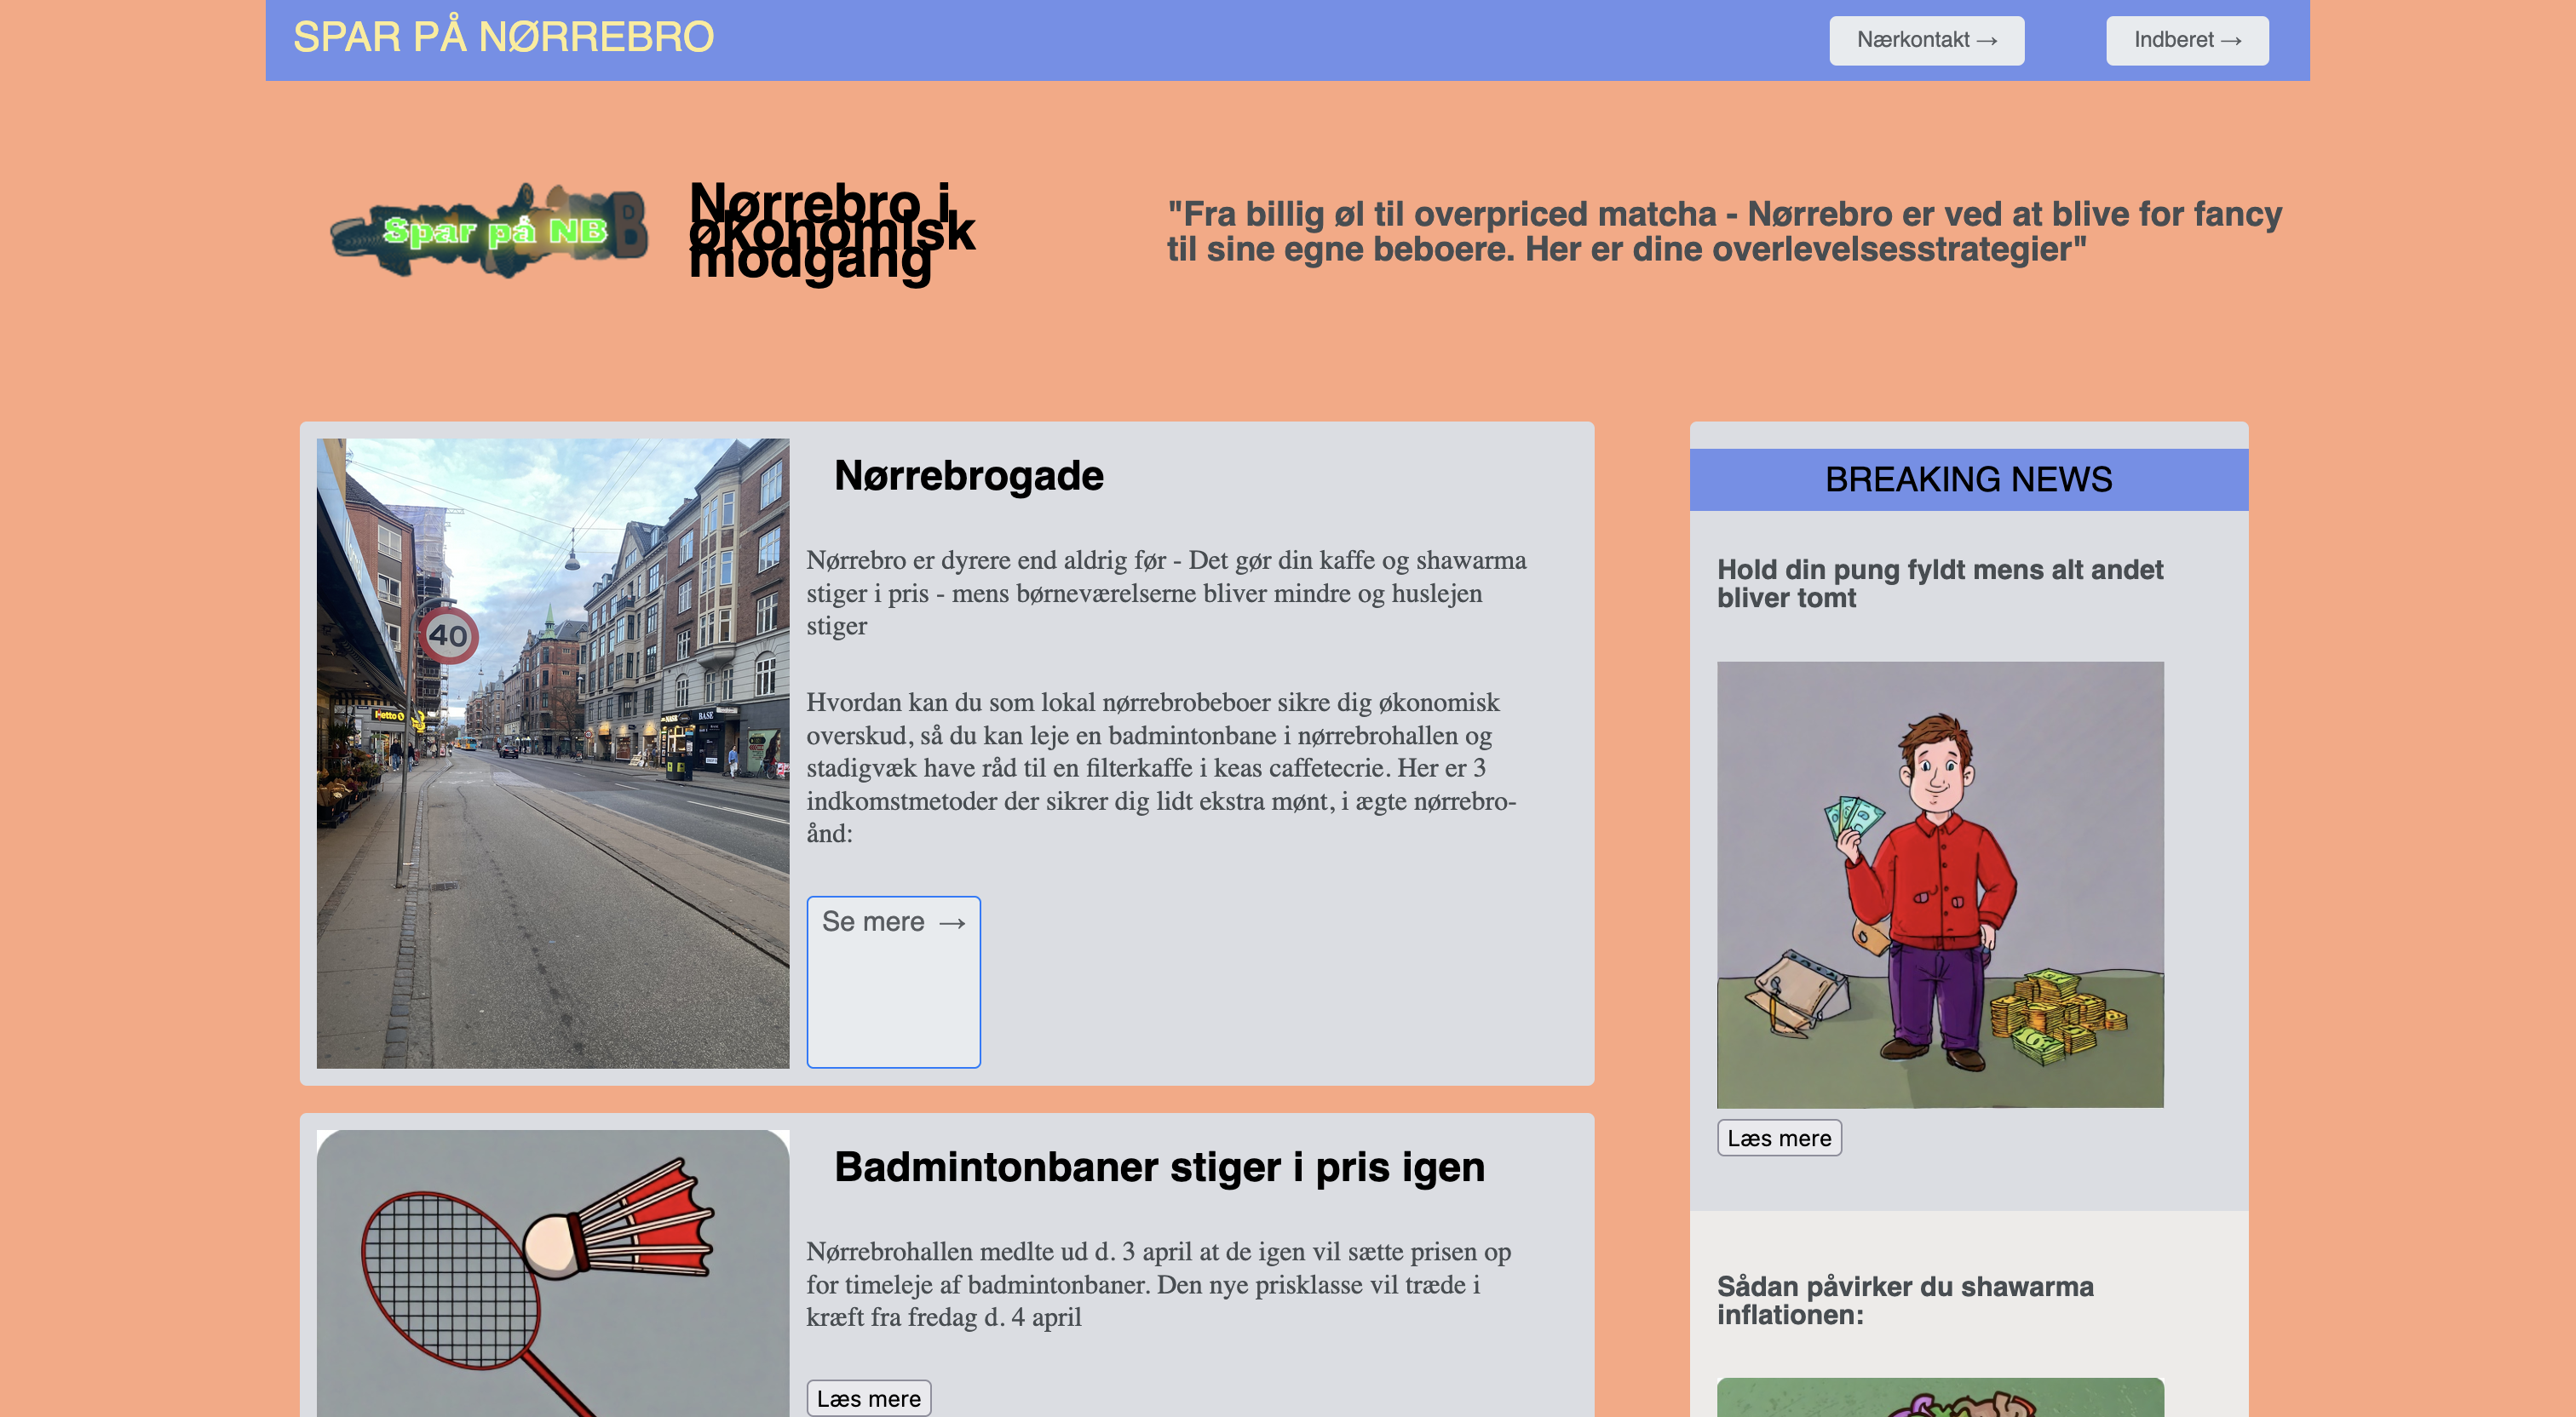 SPAR PÅ NØRREBRO
Nærkontakt →
Indberet →
Spar på NB
B
Nørrebro i
økonomisk
modgang
"Fra billig øl til overpriced matcha - Nørrebro er ved at blive for fancy
til sine egne beboere. Her er dine overlevelsesstrategier"
Nørrebrogade
40
Netto
BASE
Nørrebro er dyrere end aldrig før - Det gør din kaffe og shawarma
stiger i pris - mens børneværelserne bliver mindre og huslejen
stiger
Hvordan kan du som lokal nørrebrobeboer sikre dig økonomisk
overskud, så du kan leje en badmintonbane i nørrebrohallen og
stadigvæk have råd til en filterkaffe i keas caffetecrie. Her er 3
indkomstmetoder der sikrer dig lidt ekstra mønt, i ægte nørrebro-
ånd:
Se mere →
Badmintonbaner stiger i pris igen
Nørrebrohallen medlte ud d. 3 april at de igen vil sætte prisen op
for timeleje af badmintonbaner. Den nye prisklasse vil træde i
kræft fra fredag d. 4 april
Læs mere
BREAKING NEWS
Hold din pung fyldt mens alt andet
bliver tomt
Læs mere
Sådan påvirker du shawarma
inflationen: